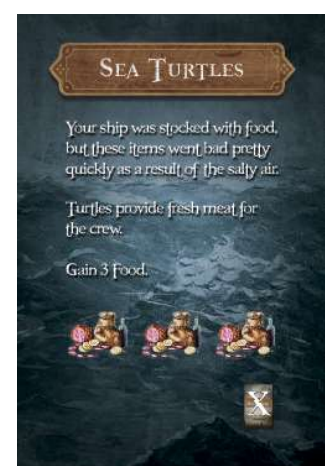 Sea Turtles
Your ship was stocked with food,
but these items went bad pretty
quickly as a result of the salty air.
Turtles provide fresh meat for
the crew.
Gain 3 Food.
X